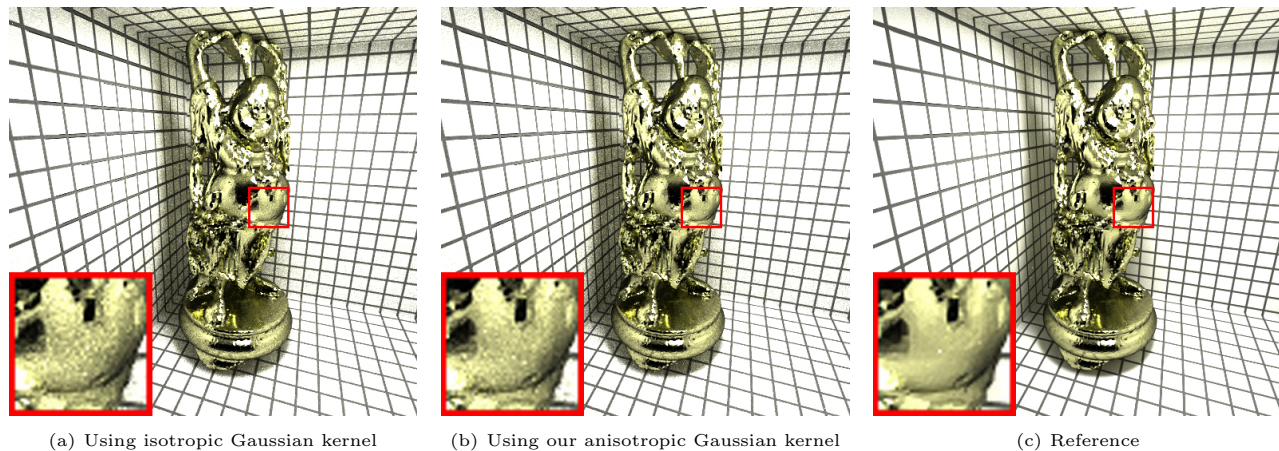 (a) Using isotropic Gaussian kernel
(b) Using our anisotropic Gaussian kernel
(c) Reference